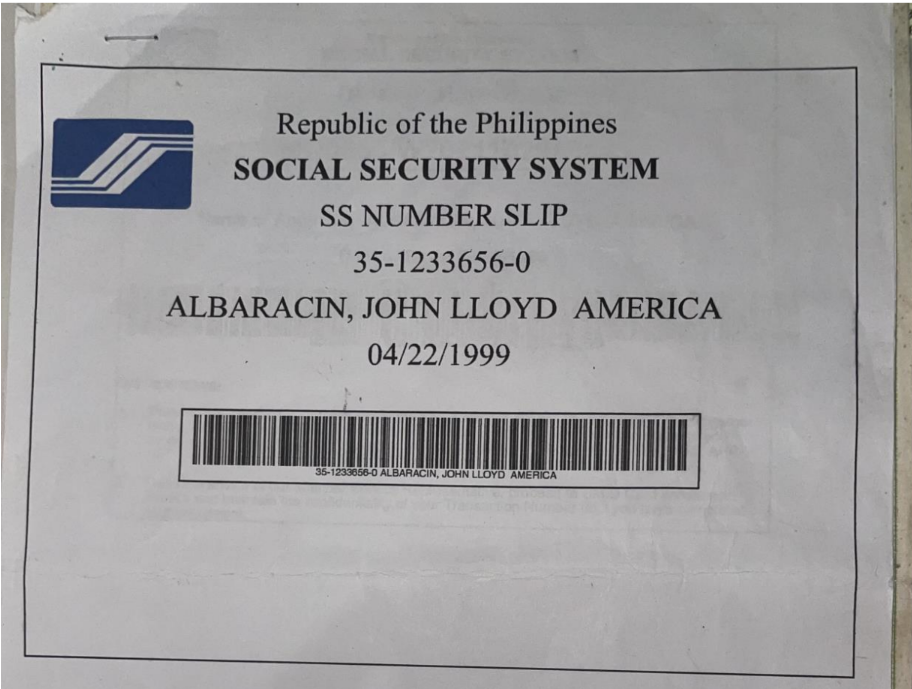 Republic of the Philippines
SOCIAL SECURITY SYSTEM
SS NUMBER SLIP
35-1233656-0
ALBARACIN, JOHN LLOYD AMERICA
04/22/1999
35-1233656-0 ALBARACIN, JOHN LLOYD AMERICA